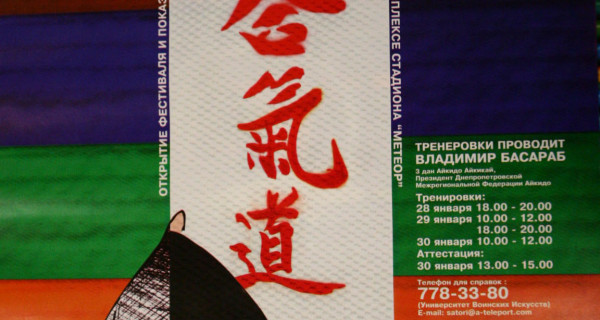 ОТКРЫТИЕ ФЕСТИВАЛЯ И ПОКАЗ
合
氣
道
ПЛЕКСЕ СТАДИОНА "МЕТЕОР"
ТРЕНЕРОВКИ ПРОВОДИТ
ВЛАДИМИР БАСАРАБ
3 дан Айкидо Айкикай,
Президент Днепропетровской
Межрегиональной Федерации Айкидо
Тренировки:
28 января 18.00 - 20.00
29 января 10.00 - 12.00
18.00 - 20.00
30 января 10.00 - 12.00
Аттестация:
30 января 13.00 - 15.00
Телефон для справок :
778-33-80
(Университет Воинских Искусств)
E-mail: satori@a-teleport.com